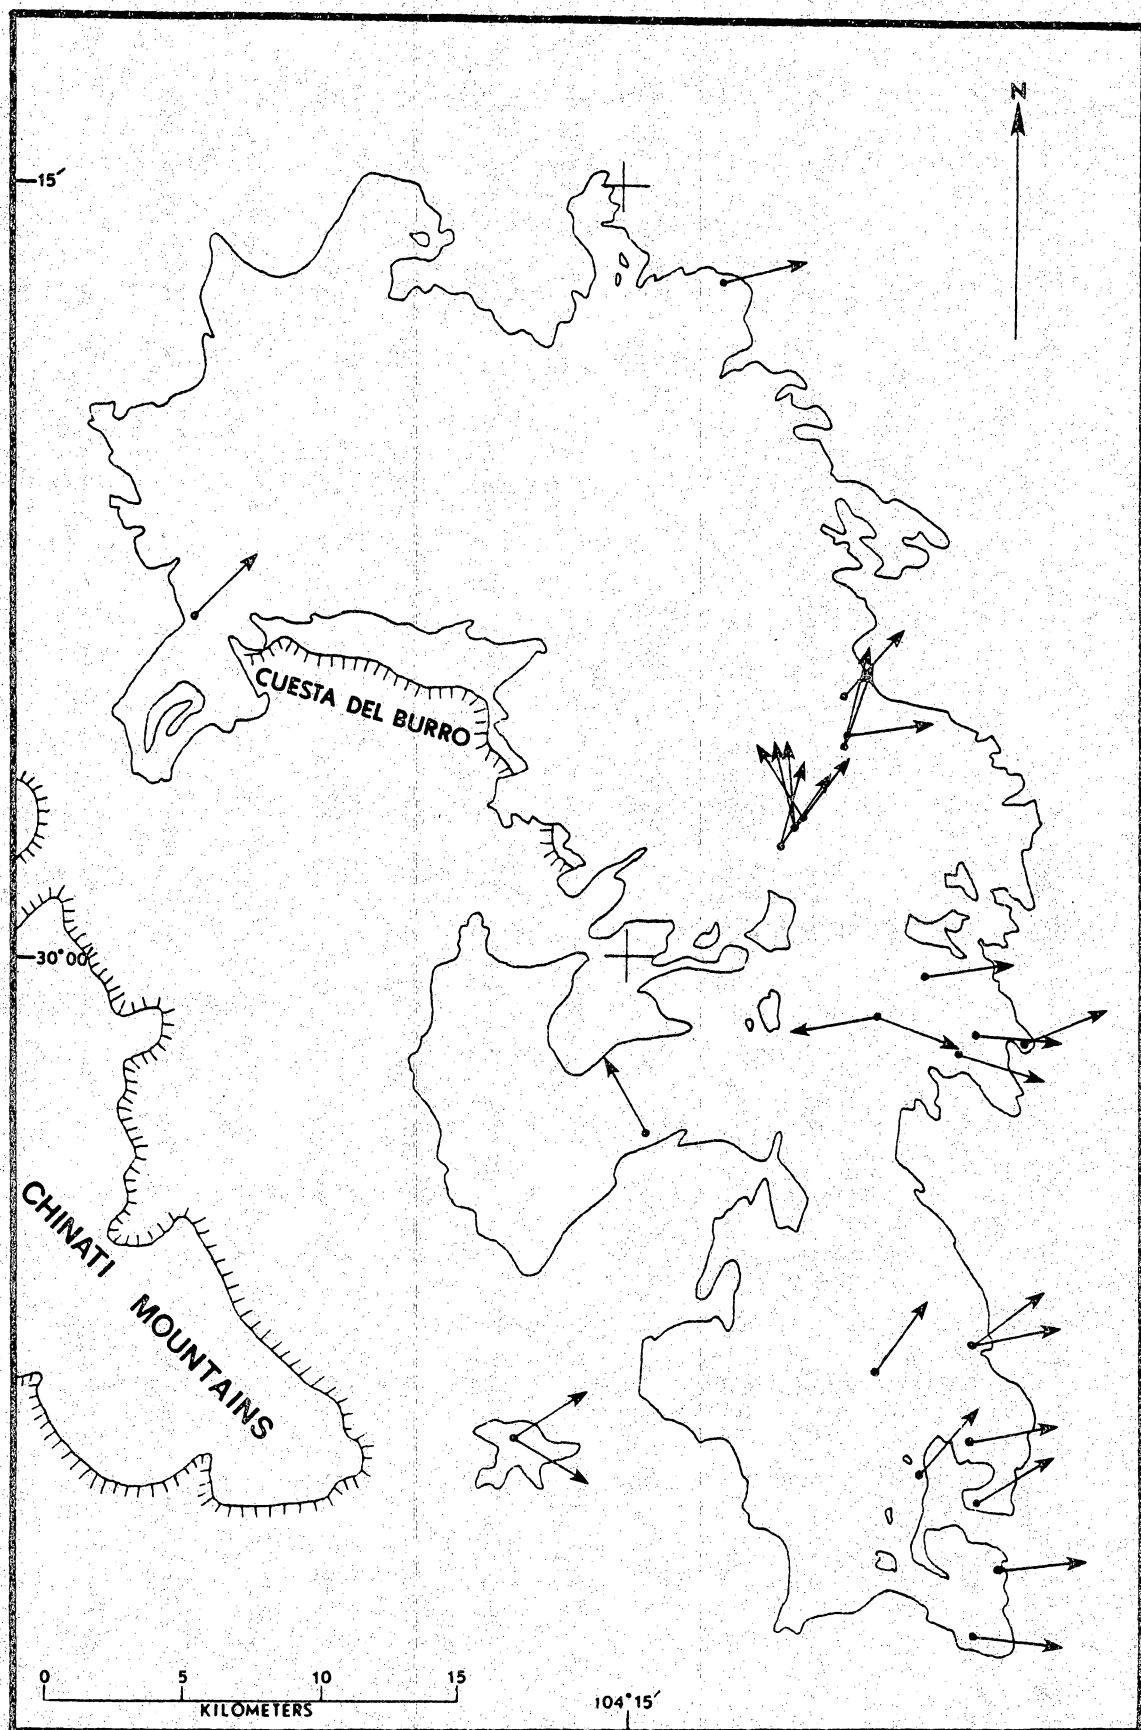 N
15′
CUESTA DEL BURRO
30°00′
CHINATI MOUNTAINS
0 5 10 15
KILOMETERS
104°15′